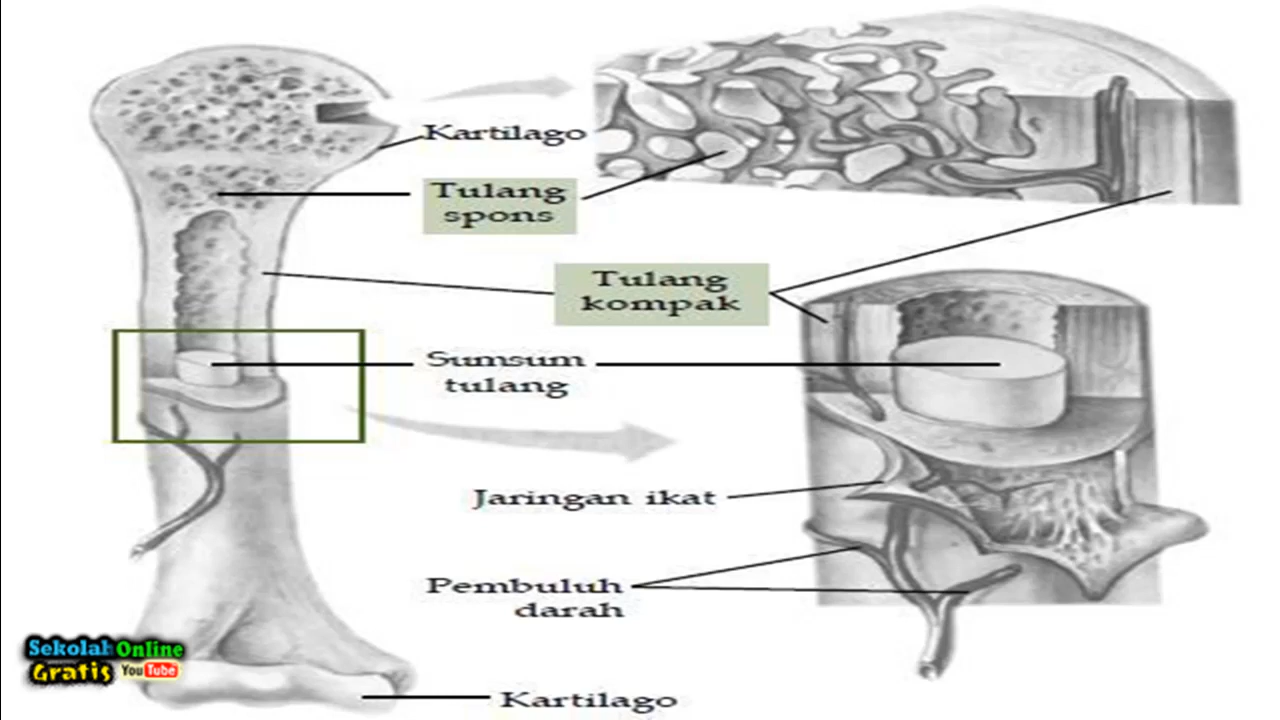 Kartilago
Tulang
spons
Tulang
kompak
Sumsum
tulang
Jaringan ikat
Pembuluh
darah
Kartilago
Sekolah Online
Gratis YouTube